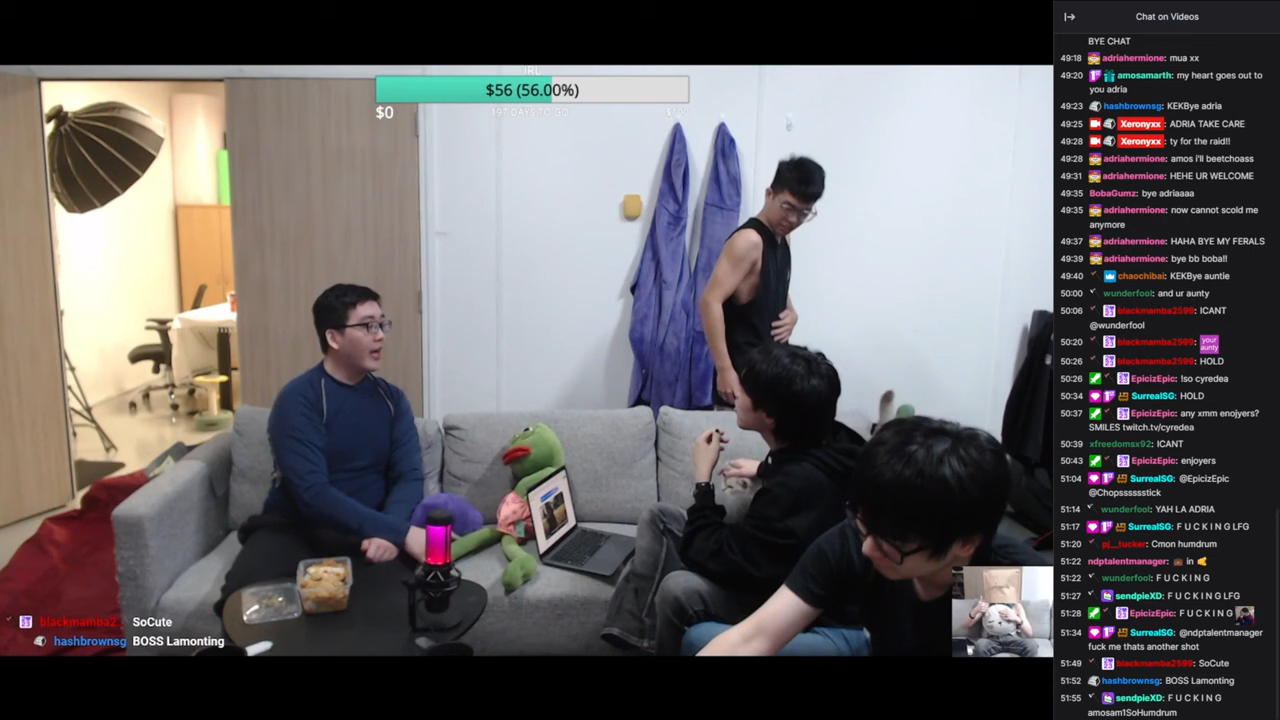 IRL
$56 (56.00%)
$0
197 DAYS TO GO
blackmamba2... SoCute
hashbrownsg BOSS Lamonting
Chat on Videos
BYE CHAT
49:18 adriahermione: mua xx
49:20 amosamarth: my heart goes out to
you adria
49:23 hashbrownsg: KEKBye adria
49:25 Xeronyxx: ADRIA TAKE CARE
49:28 Xeronyxx: ty for the raid!!
49:28 adriahermione: amos i'll beetchoass
49:31 adriahermione: HEHE UR WELCOME
49:35 BobaGumz: bye adriaaaa
49:35 adriahermione: now cannot scold me
anymore
49:37 adriahermione: HAHA BYE MY FERALS
49:39 adriahermione: bye bb boba!!
49:40 chaochibai: KEKBye auntie
50:00 wunderfool: and ur aunty
50:06 blackmamba2599: ICANT
@wunderfool
50:20 blackmamba2599: your aunty
50:26 blackmamba2599: HOLD
50:26 EpicizEpic: !so cyredea
50:34 SurrealSG: HOLD
50:37 EpicizEpic: any xmm enojyers?
SMILES twitch.tv/cyredea
50:39 xfreedomsx92: ICANT
50:43 EpicizEpic: enjoyers
51:04 SurrealSG: @EpicizEpic
@Chopsssssstick
51:14 wunderfool: YAH LA ADRIA
51:17 SurrealSG: F U C K I N G LFG
51:20 pj__tucker: Cmon humdrum
51:22 ndptalentmanager: in
51:22 wunderfool: F U C K I N G
51:27 sendpieXD: F U C K I N G LFG
51:28 EpicizEpic: F U C K I N G
51:34 SurrealSG: @ndptalentmanager
fuck me thats another shot
51:49 blackmamba2599: SoCute
51:52 hashbrownsg: BOSS Lamonting
51:55 sendpieXD: F U C K I N G
amosam1SoHumdrum